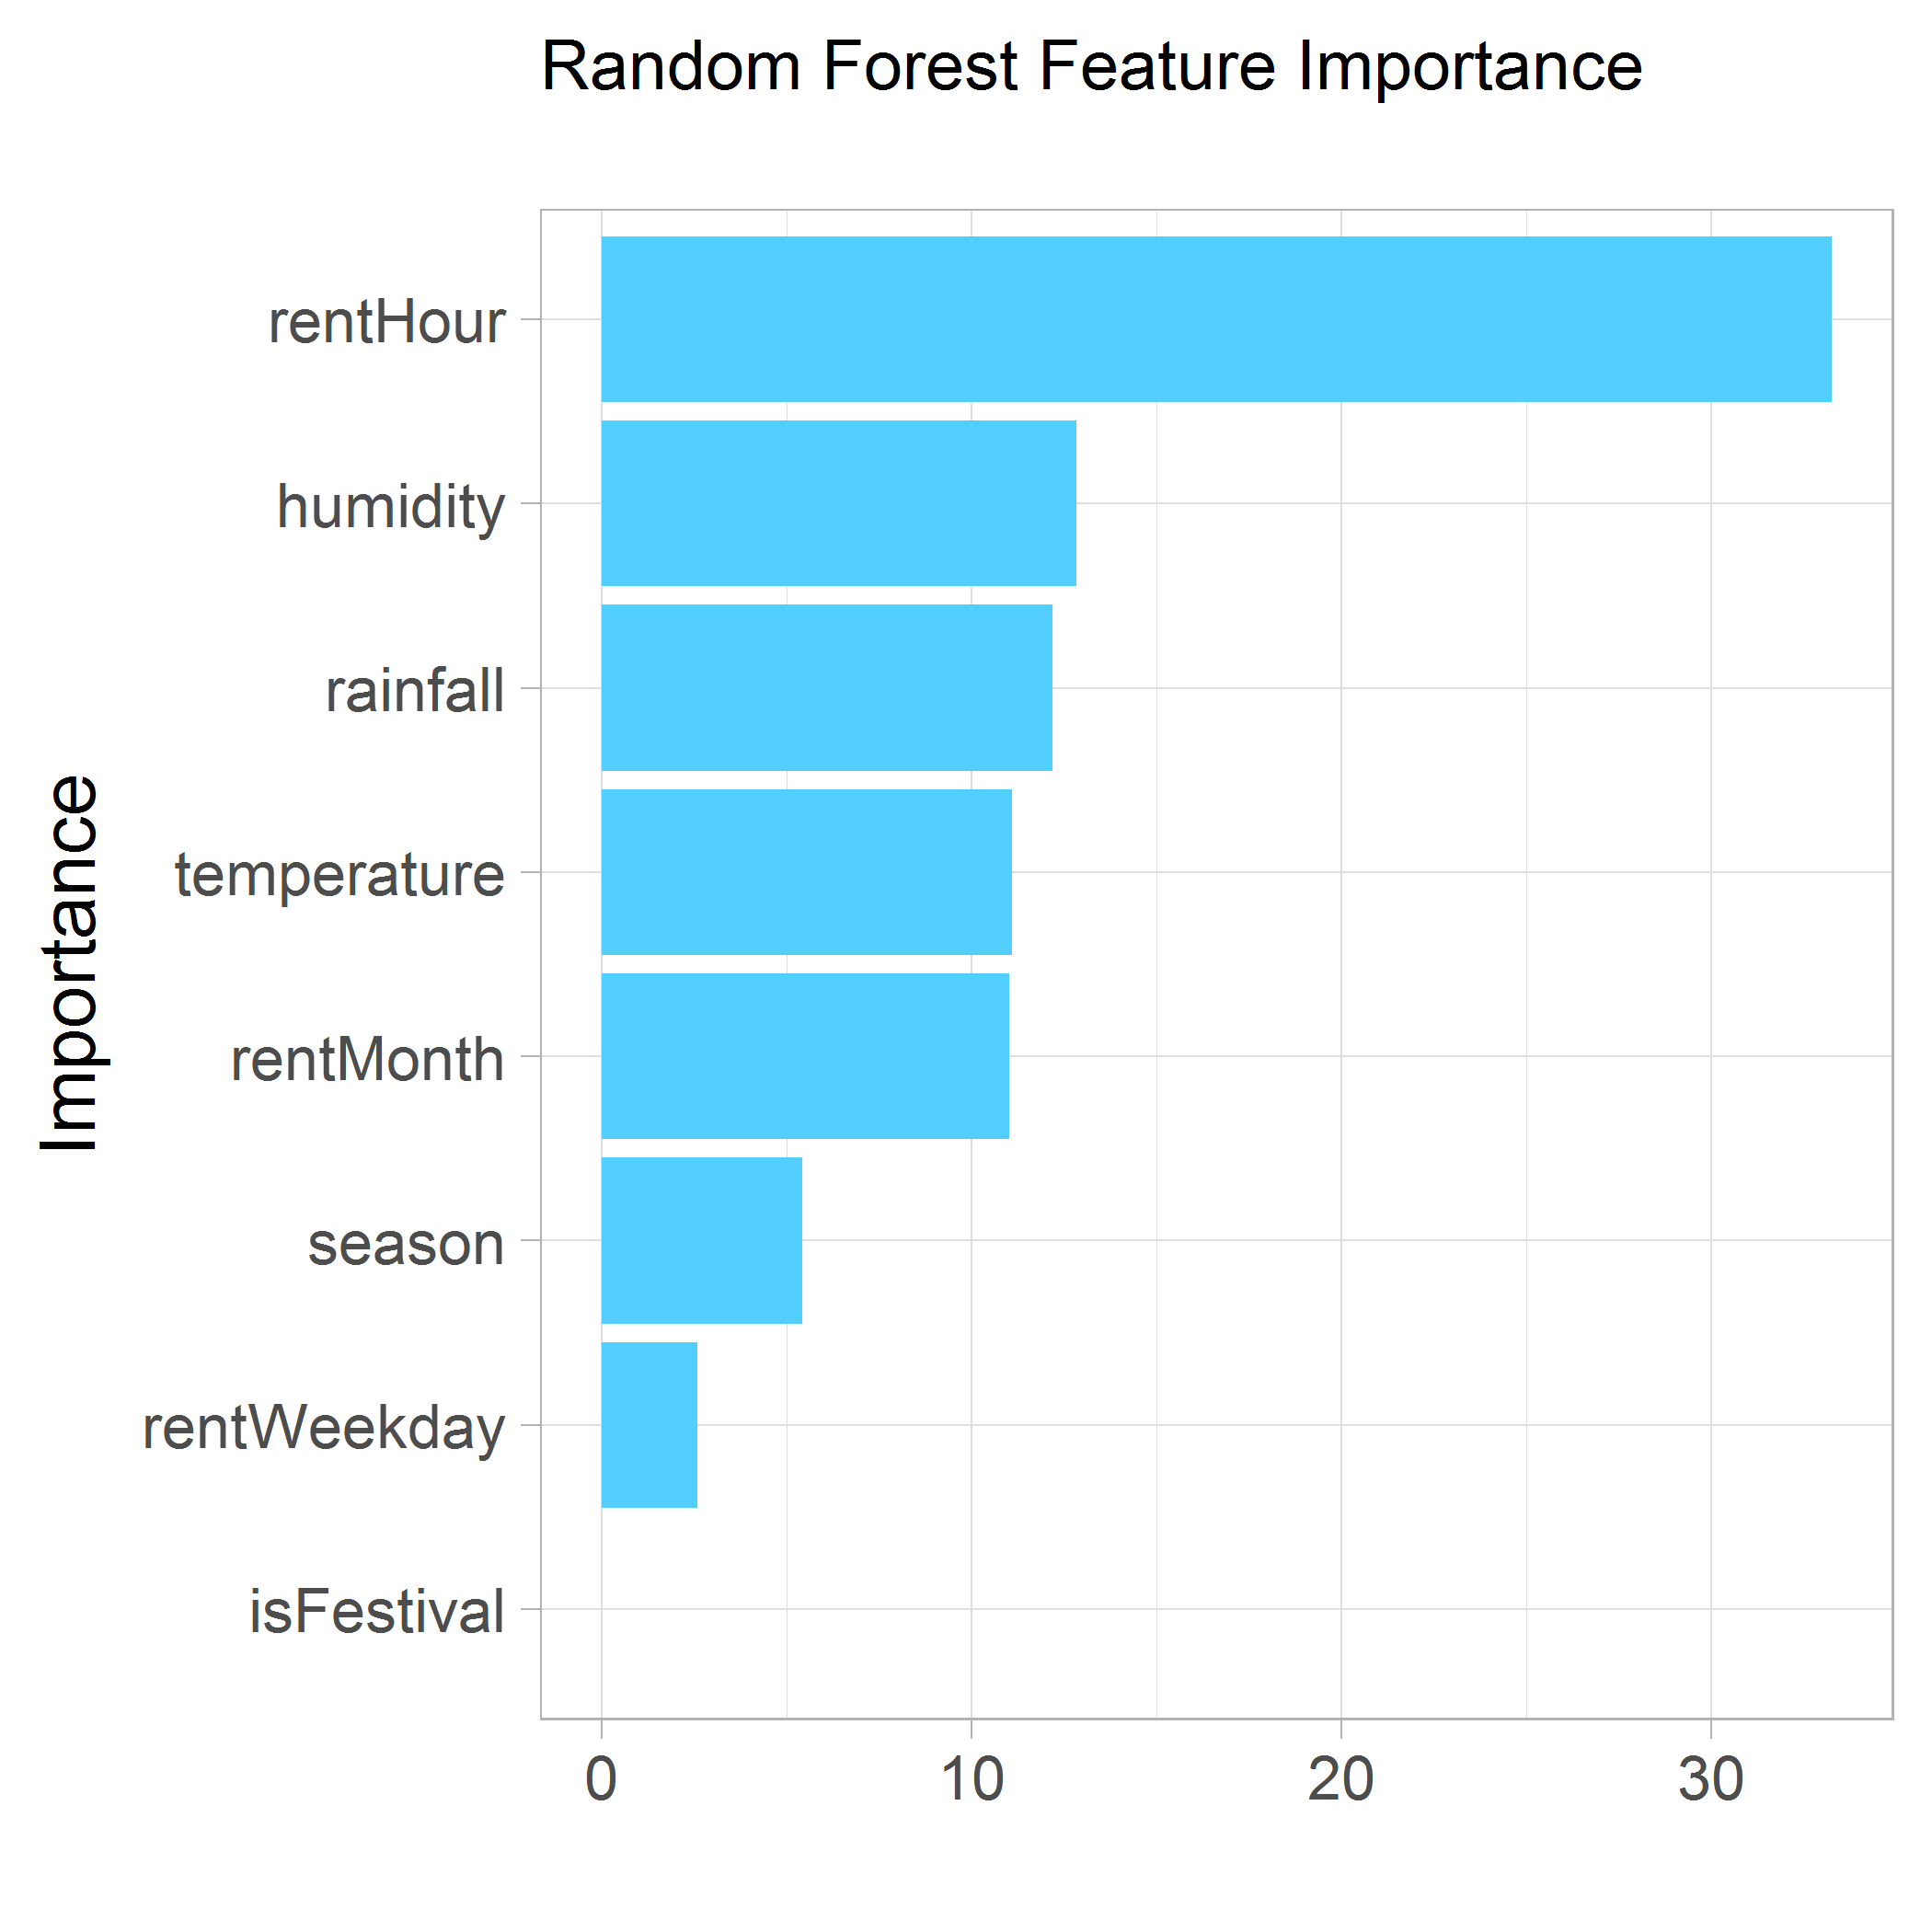 Random Forest Feature Importance
rentHour
humidity
rainfall
temperature
rentMonth
season
rentWeekday
isFestival
Importance
0 10 20 30